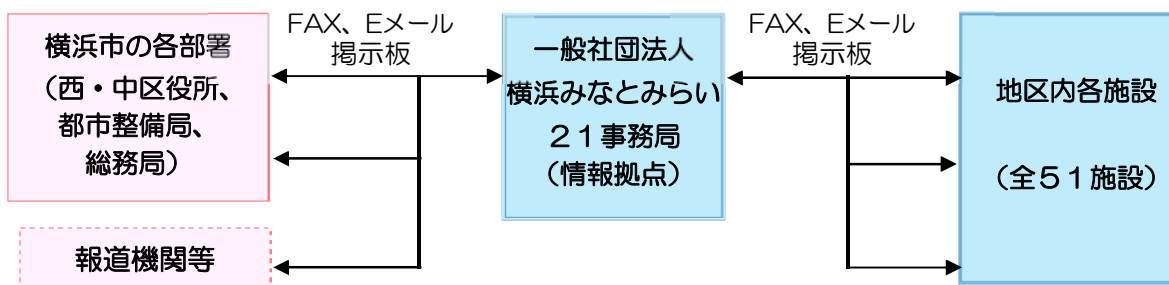 横浜市の各部署
（西・中区役所、
都市整備局、
総務局）
報道機関等
FAX、Eメール
掲示板
一般社団法人
横浜みなとみらい
２１事務局
（情報拠点）
FAX、Eメール
掲示板
地区内各施設
（全５１施設）